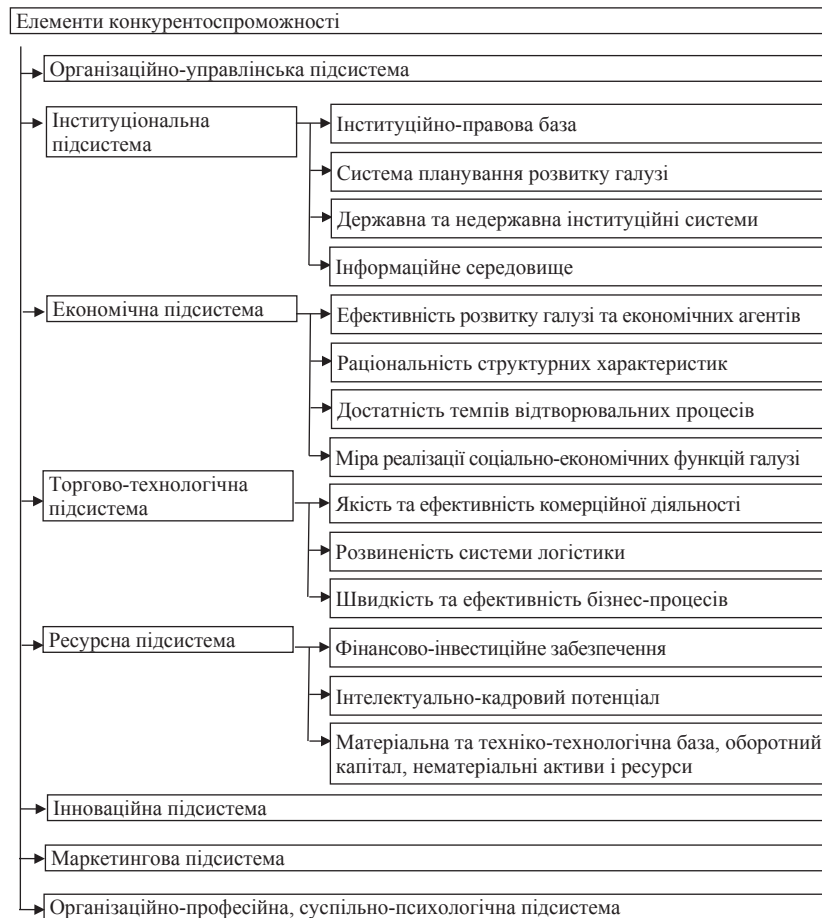 Елементи конкурентоспроможності
Організаційно-управлінська підсистема
Інституціональна
підсистема
Інституційно-правова база
Система планування розвитку галузі
Державна та недержавна інституційні системи
Інформаційне середовище
Економічна підсистема
Ефективність розвитку галузі та економічних агентів
Раціональність структурних характеристик
Достатність темпів відтворювальних процесів
Міра реалізації соціально-економічних функцій галузі
Торгово-технологічна
підсистема
Якість та ефективність комерційної діяльності
Розвиненість системи логістики
Швидкість та ефективність бізнес-процесів
Ресурсна підсистема
Фінансово-інвестиційне забезпечення
Інтелектуально-кадровий потенціал
Матеріальна та техніко-технологічна база, оборотний
капітал, нематеріальні активи і ресурси
Інноваційна підсистема
Маркетингова підсистема
Організаційно-професійна, суспільно-психологічна підсистема